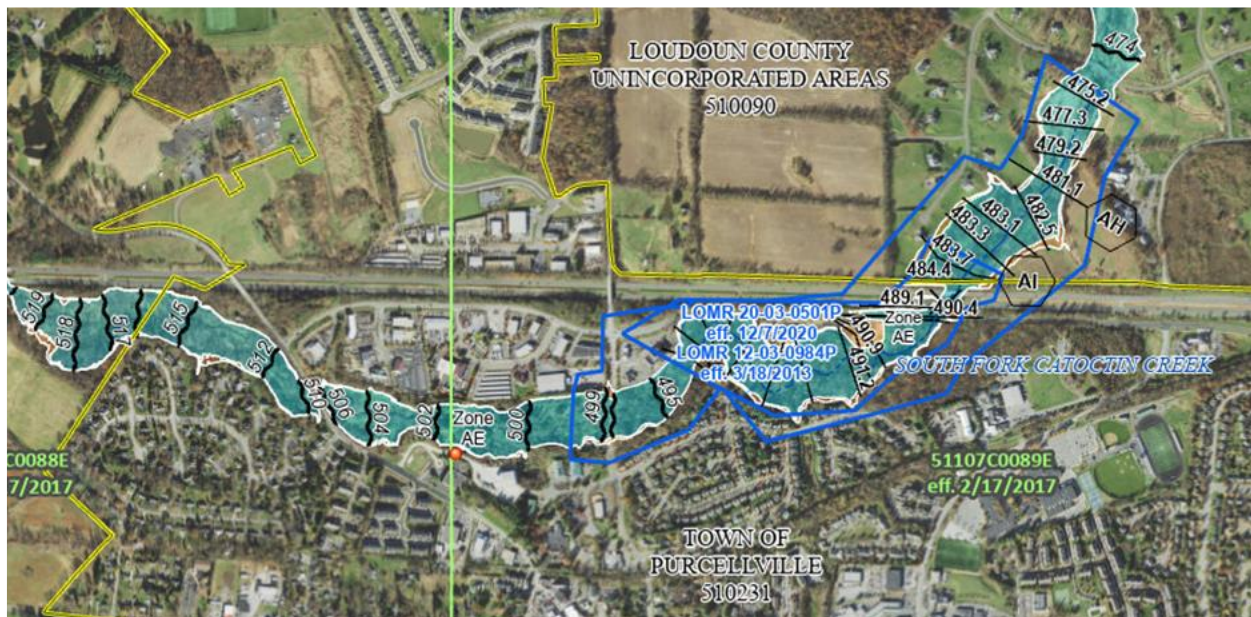 LOUDOUN COUNTY
UNINCORPORATED AREAS
510090
474
475.2
477.3
479.2
481.1
AH
482.5
483.1
483.3
483.7
484.4
AI
489.1
490.4
Zone
AE
490.9
491.2
LOMR 20-03-0501P
eff. 12/7/2020
LOMR 12-03-0984P
eff. 3/18/2013
SOUTH FORK CATOCTIN CREEK
519
518
517
515
512
510
506
504
502
Zone
AE
500
499
495
C0088E
7/2017
51107C0089E
eff. 2/17/2017
TOWN OF
PURCELLVILLE
510231